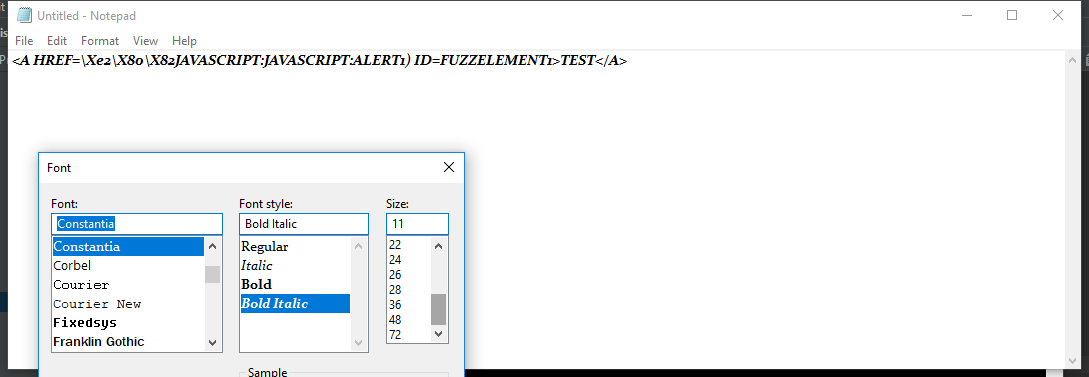 Untitled - Notepad
File Edit Format View Help
<A HREF=\Xe2\X80\X82JAVASCRIPT:JAVASCRIPT:ALERT1) ID=FUZZELEMENT1>TEST</A>
Font
Font: Font style: Size:
Constantia Bold Italic 11
Constantia Regular 22
Corbel Italic 24
Courier Bold 26
Courier New Bold Italic 28
Fixedsys 36
Franklin Gothic 48
72
Sample